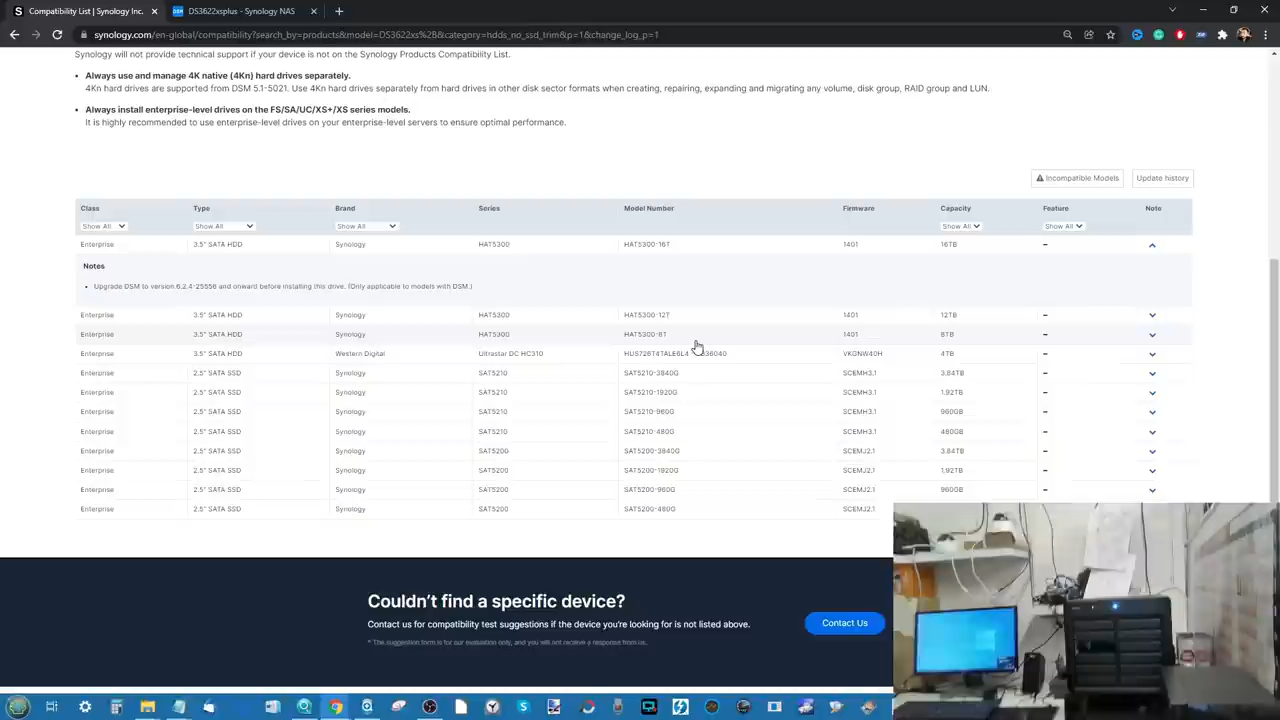 Compatibility List | Synology Inc.
DS3622xsplus - Synology NAS
synology.com/en-global/compatibility?search_by=products&model=DS3622xs%2B&category=hdds_no_ssd_trim&p=1&change_log_p=1
Synology will not provide technical support if your device is not on the Synology Products Compatibility List.
Always use and manage 4K native (4Kn) hard drives separately.
4Kn hard drives are supported from DSM 5.1-5021. Use 4Kn hard drives separately from hard drives in other disk sector formats when creating, repairing, expanding and migrating any volume, disk group, RAID group and LUN.
Always install enterprise-level drives on the FS/SA/UC/XS+/XS series models.
It is highly recommended to use enterprise-level drives on your enterprise-level servers to ensure optimal performance.
Incompatible Models Update history
Class Type Brand Series Model Number Firmware Capacity Feature Note
Show All Show All Show All Show All Show All
Enterprise 3.5" SATA HDD Synology HAT5300 HAT5300-16T 1401 16TB –
Notes
Upgrade DSM to version 6.2.4-25556 and onward before installing this drive. (Only applicable to models with DSM.)
Enterprise 3.5" SATA HDD Synology HAT5300 HAT5300-12T 1401 12TB –
Enterprise 3.5" SATA HDD Synology HAT5300 HAT5300-8T 1401 8TB –
Enterprise 3.5" SATA HDD Western Digital Ultrastar DC HC310 HUS726T4TALE6L4 VKGNW40H 4TB –
Enterprise 2.5" SATA SSD Synology SAT5210 SAT5210-3840G SCEMH3.1 3.84TB –
Enterprise 2.5" SATA SSD Synology SAT5210 SAT5210-1920G SCEMH3.1 1.92TB –
Enterprise 2.5" SATA SSD Synology SAT5210 SAT5210-960G SCEMH3.1 960GB –
Enterprise 2.5" SATA SSD Synology SAT5210 SAT5210-480G SCEMH3.1 480GB –
Enterprise 2.5" SATA SSD Synology SAT5200 SAT5200-3840G SCEMJ2.1 3.84TB –
Enterprise 2.5" SATA SSD Synology SAT5200 SAT5200-1920G SCEMJ2.1 1.92TB –
Enterprise 2.5" SATA SSD Synology SAT5200 SAT5200-960G SCEMJ2.1 960GB –
Enterprise 2.5" SATA SSD Synology SAT5200 SAT5200-480G SCEMJ2.1
Couldn't find a specific device?
Contact us for compatibility test suggestions if the device you're looking for is not listed above.
* The suggestion form is for our evaluation only, and you will not receive a response from us.
Contact Us